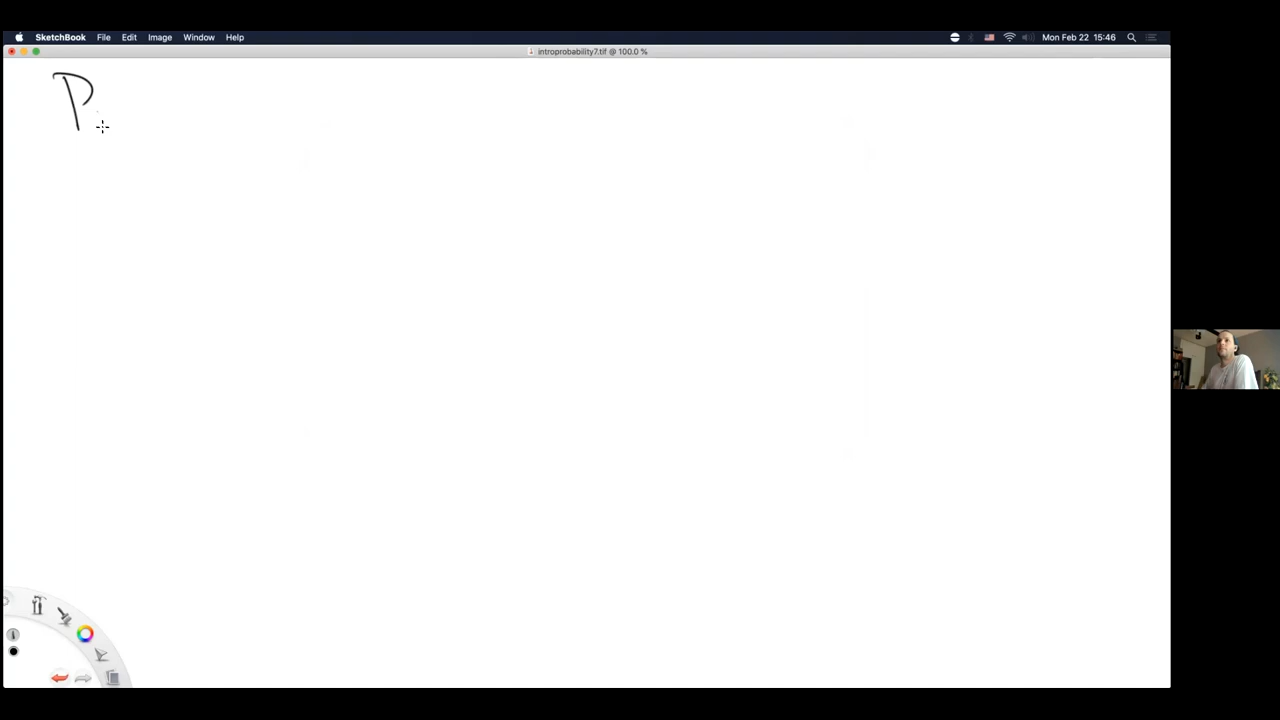 SketchBook File Edit Image Window Help Mon Feb 22 15:46
introprobability7.tif @ 100.0 %
P